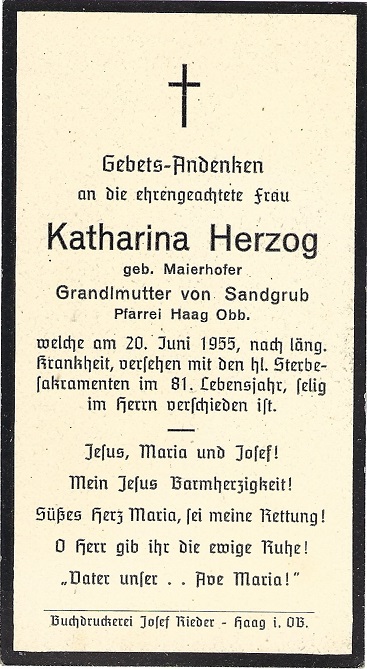 Gebets-Andenken
an die ehrengeachtete Frau
Katharina Herzog
geb. Maierhofer
Grandlmutter von Sandgrub
Pfarrei Haag Obb.
welche am 20. Juni 1955, nach läng.
Krankheit, versehen mit den hl. Sterbe-
sakramenten im 81. Lebensjahr, selig
im Herrn verschieden ist.
Jesus, Maria und Josef!
Mein Jesus Barmherzigkeit!
Süßes Herz Maria, sei meine Rettung!
O Herr gib ihr die ewige Ruhe!
„Vater unser . . Ave Maria!"
Buchdruckerei Josef Rieder - Haag i. OB.